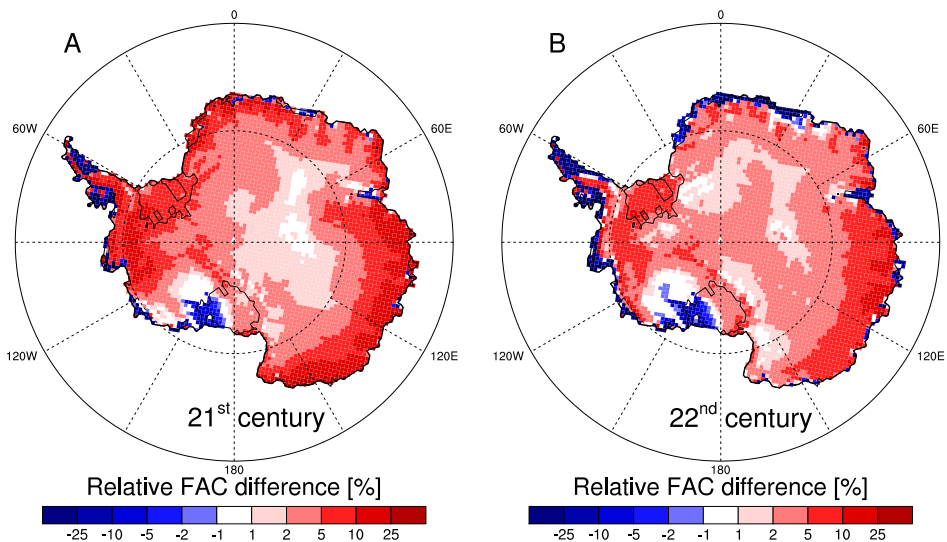 A
0
60W
60E
120W
120E
180
21st century
Relative FAC difference [%]
-25 -10 -5 -2 -1 1 2 5 10 25
B
0
60W
60E
120W
120E
180
22nd century
Relative FAC difference [%]
-25 -10 -5 -2 -1 1 2 5 10 25